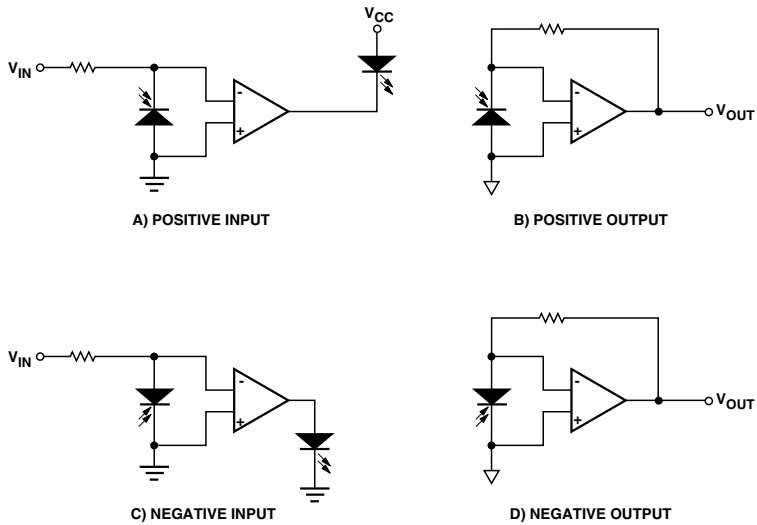 V_CC
V_IN
-
+
A) POSITIVE INPUT
-
+
V_OUT
B) POSITIVE OUTPUT
V_IN
-
+
C) NEGATIVE INPUT
-
+
V_OUT
D) NEGATIVE OUTPUT